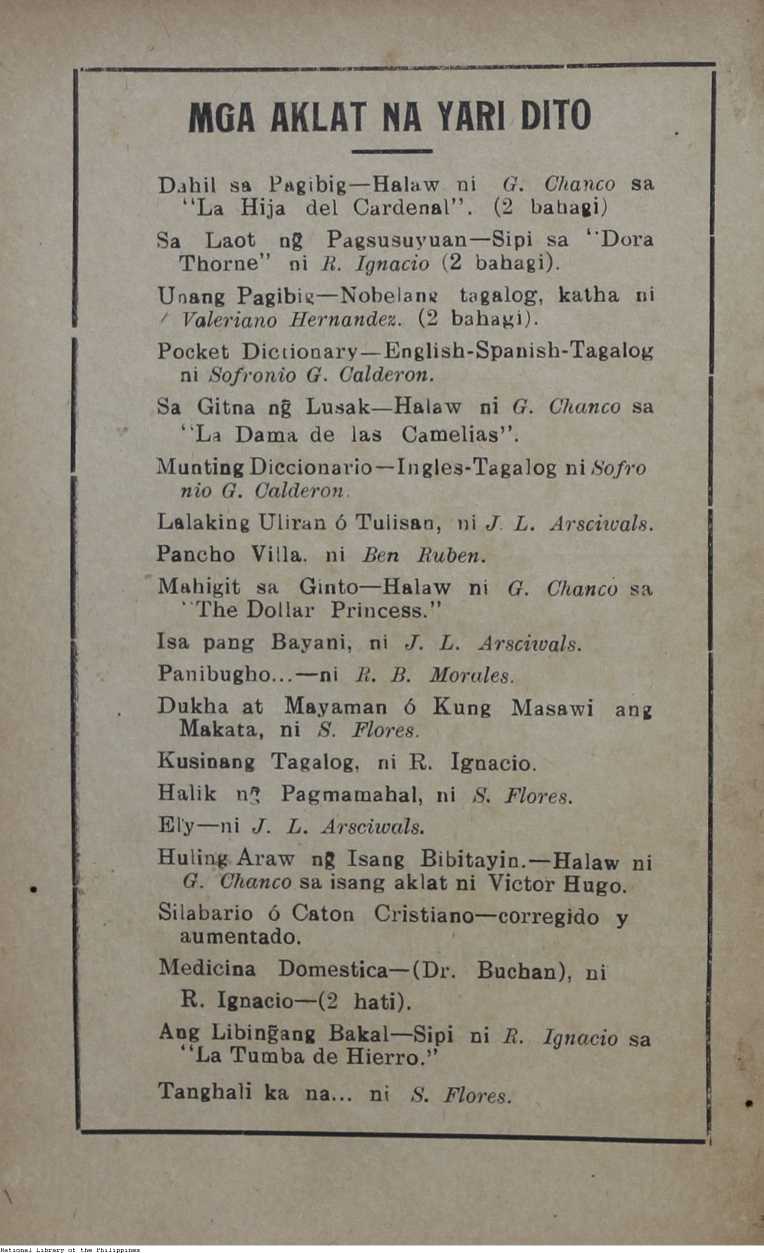 MGA AKLAT NA YARI DITO
Dahil sa Pagibig—Halaw ni G. Chanco sa
"La Hija del Cardenal". (2 bahagi)
Sa Laot ng̃ Pagsusuyuan—Sipi sa "Dora
Thorne" ni R. Ignacio (2 bahagi).
Unang Pagibig—Nobelang tagalog, katha ni
Valeriano Hernandez. (2 bahagi).
Pocket Dictionary—English-Spanish-Tagalog
ni Sofronio G. Calderon.
Sa Gitna ng̃ Lusak—Halaw ni G. Chanco sa
"La Dama de las Camelias".
Munting Diccionario—Ingles-Tagalog ni Sofro
nio G. Calderon.
Lalaking Uliran ó Tulisan, ni J. L. Arsciwals.
Pancho Villa. ni Ben Ruben.
Mahigit sa Ginto—Halaw ni G. Chanco sa
"The Dollar Princess."
Isa pang Bayani, ni J. L. Arsciwals.
Panibugho...—ni R. B. Morales.
Dukha at Mayaman ó Kung Masawi ang
Makata, ni S. Flores.
Kusinang Tagalog, ni R. Ignacio.
Halik ng̃ Pagmamahal, ni S. Flores.
Ely—ni J. L. Arsciwals.
Huling Araw ng̃ Isang Bibitayin.—Halaw ni
G. Chanco sa isang aklat ni Victor Hugo.
Silabario ó Caton Cristiano—corregido y
aumentado.
Medicina Domestica—(Dr. Buchan), ni
R. Ignacio—(2 hati).
Ang Libing̃ang Bakal—Sipi ni R. Ignacio sa
"La Tumba de Hierro."
Tanghali ka na... ni S. Flores.
National Library of the Philippines